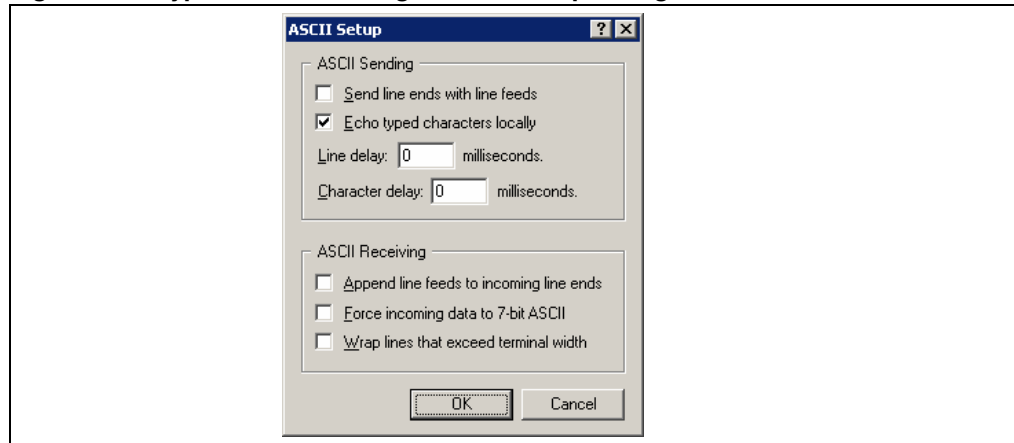 ASCII Setup
ASCII Sending
Send line ends with line feeds
Echo typed characters locally
Line delay: 0 milliseconds.
Character delay: 0 milliseconds.
ASCII Receiving
Append line feeds to incoming line ends
Force incoming data to 7-bit ASCII
Wrap lines that exceed terminal width
OK Cancel